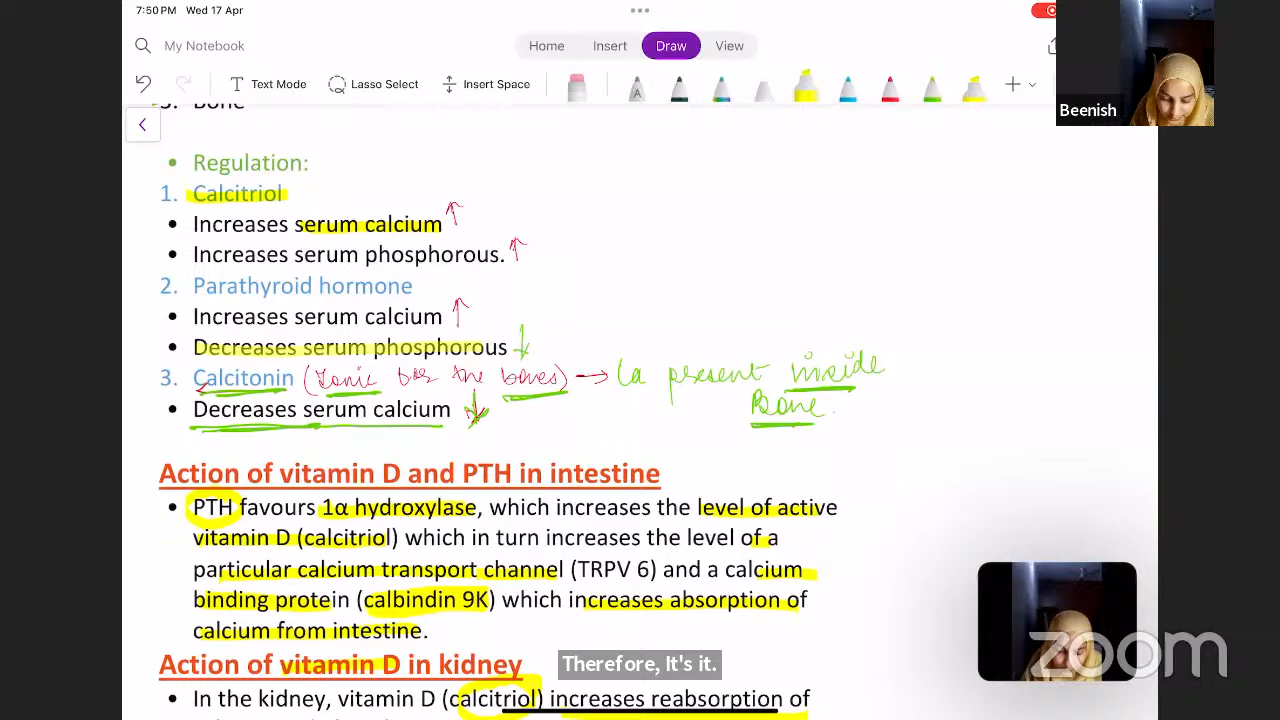 7:50 PM Wed 17 Apr
My Notebook
Home Insert Draw View
Text Mode Lasso Select Insert Space
Beenish
3. Bone
• Regulation:
1. Calcitriol
• Increases serum calcium ↑
• Increases serum phosphorous. ↑
2. Parathyroid hormone
• Increases serum calcium ↑
• Decreases serum phosphorous ↓
3. Calcitonin (Tonic for the bones) → Ca present inside
Bone.
• Decreases serum calcium ↓
Action of vitamin D and PTH in intestine
• PTH favours 1α hydroxylase, which increases the level of active
vitamin D (calcitriol) which in turn increases the level of a
particular calcium transport channel (TRPV 6) and a calcium
binding protein (calbindin 9K) which increases absorption of
calcium from intestine.
Action of vitamin D in kidney
Therefore, It's it.
• In the kidney, vitamin D (calcitriol) increases reabsorption of
zoom